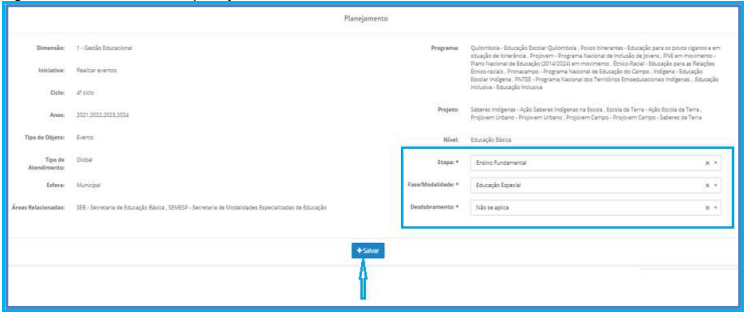 Planejamento
Dimensão: 1 - Gestão Educacional
Iniciativa: Realizar eventos
Ciclo: 4º ciclo
Anos: 2021,2022,2023,2024
Tipo de Objeto: Evento
Tipo de
Atendimento: Global
Esfera: Municipal
Áreas Relacionadas: SEB - Secretaria de Educação Básica , SEMESP - Secretaria de Modalidades Especializadas de Educação
Programa: Quilombola - Educação Escolar Quilombola , Povos Itinerantes - Educação para os povos ciganos e em
situação de itinerância , Projovem - Programa Nacional de Inclusão de Jovens , PNE em movimento -
Plano Nacional de Educação (2014/2024) em movimento , Étnico-Racial - Educação para as Relações
Étnico-raciais , Pronacampo - Programa Nacional de Educação do Campo , Indígena - Educação
Escolar Indígena , PNTEE - Programa Nacional dos Territórios Etnoeducacionais Indígenas , Educação
Inclusiva - Educação Inclusiva
Projeto: Saberes Indígenas - Ação Saberes Indígenas na Escola , Escola da Terra - Ação Escola da Terra ,
Projovem Urbano - Projovem Urbano , Projovem Campo - Projovem Campo - Saberes da Terra
Nível: Educação Básica
Etapa: * Ensino Fundamental
Fase/Modalidade: * Educação Especial
Desdobramento: * Não se aplica
+ Salvar